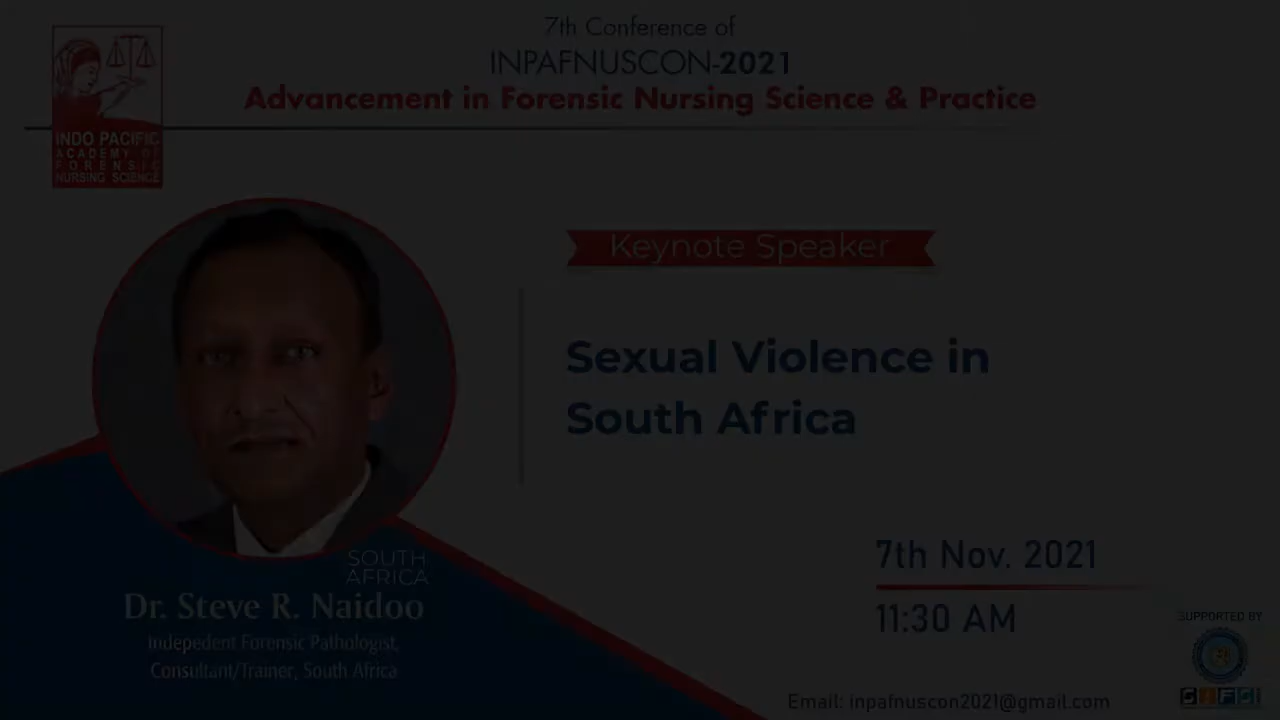 7th Conference of
INPAFNUSCON-2021
Advancement in Forensic Nursing Science & Practice
INDO PACIFIC
ACADEMY OF
FORENSIC
NURSING SCIENCE
Keynote Speaker
Sexual Violence in
South Africa
SOUTH
AFRICA
Dr. Steve R. Naidoo
Indepedent Forensic Pathologist,
Consultant/Trainer, South Africa
7th Nov. 2021
11:30 AM
SUPPORTED BY
Email: inpafnuscon2021@gmail.com